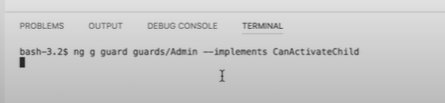 PROBLEMS OUTPUT DEBUG CONSOLE TERMINAL
bash-3.2$ ng g guard guards/Admin --implements CanActivateChild